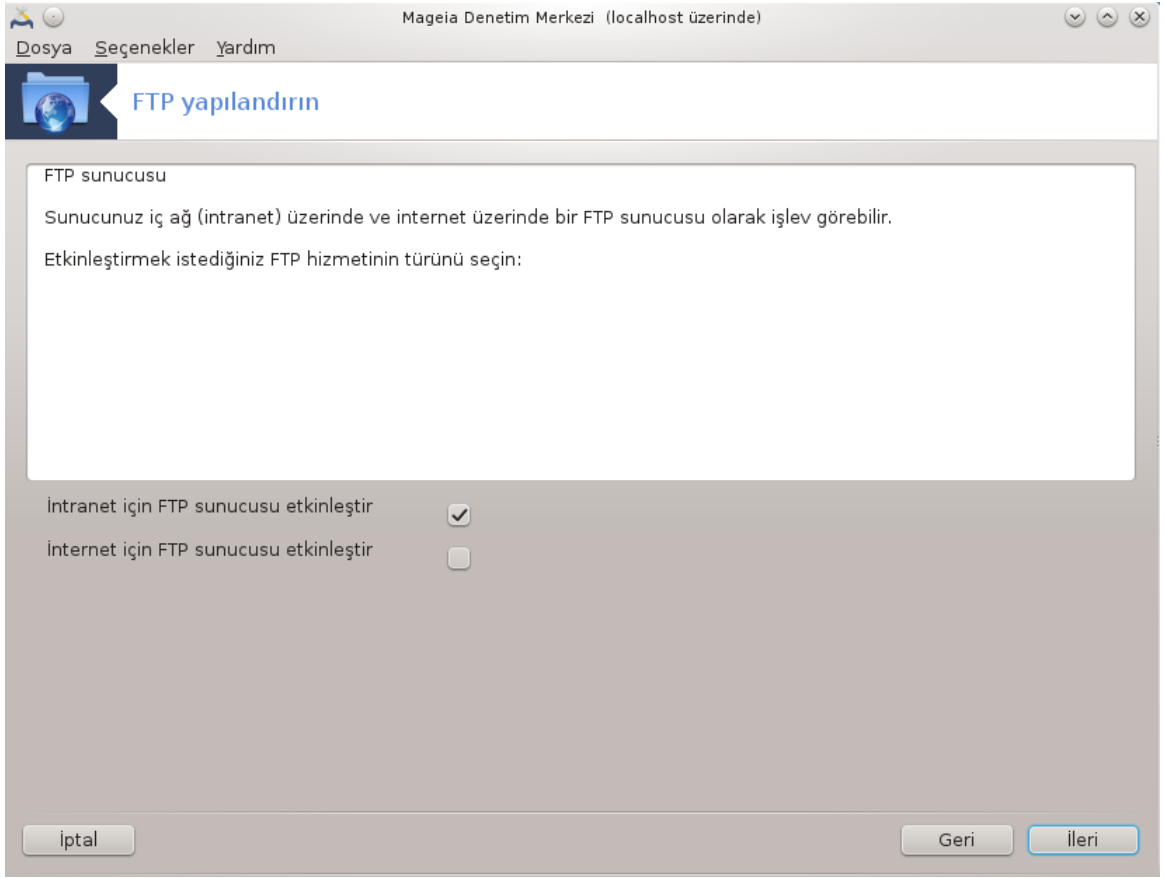 Mageia Denetim Merkezi (localhost üzerinde)
Dosya Seçenekler Yardım
FTP yapılandırın
FTP sunucusu
Sunucunuz iç ağ (intranet) üzerinde ve internet üzerinde bir FTP sunucusu olarak işlev görebilir.
Etkinleştirmek istediğiniz FTP hizmetinin türünü seçin:
İntranet için FTP sunucusu etkinleştir
İnternet için FTP sunucusu etkinleştir
İptal Geri İleri